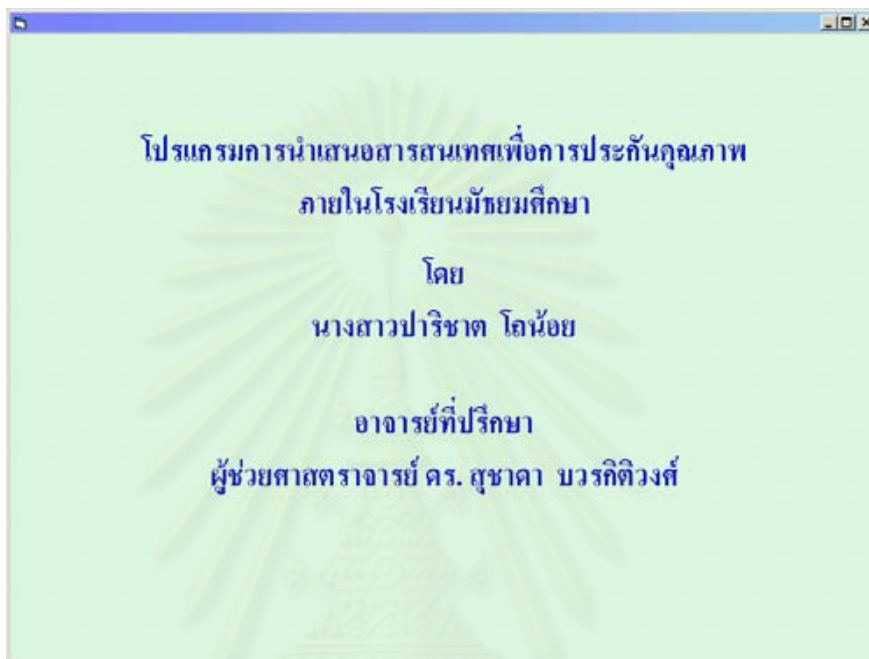 โปรแกรมการนำเสนอสารสนเทศเพื่อการประกันคุณภาพ
ภายในโรงเรียนมัธยมศึกษา
โดย
นางสาวปาริชาต โถน้อย
อาจารย์ที่ปรึกษา
ผู้ช่วยศาสตราจารย์ ดร. สุชาดา บวรกิติวงศ์